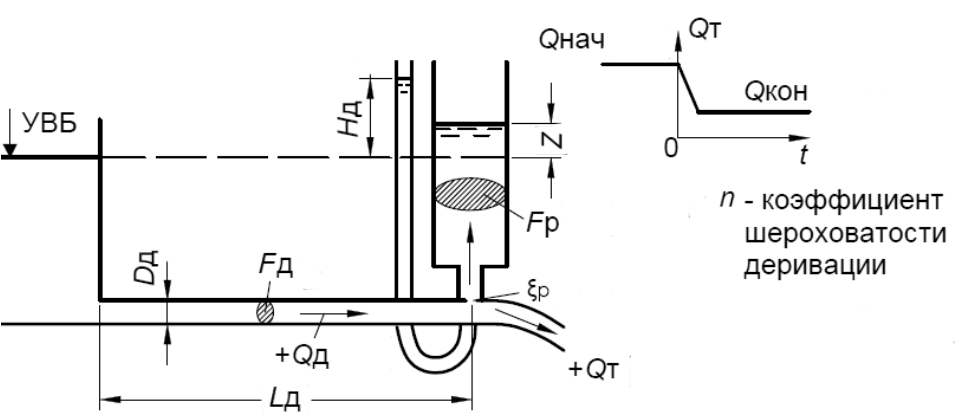 Qнач
Qт
Qкон
0
t
УВБ
Hд
Z
n - коэффициент
шероховатости
деривации
Fр
Dд
Fд
ξр
+Qд
+Qт
Lд